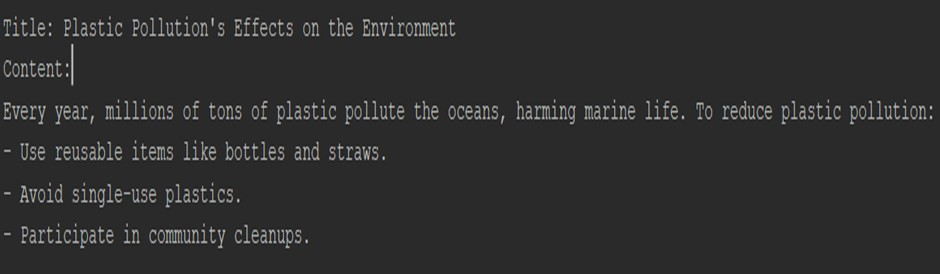 Title: Plastic Pollution's Effects on the Environment
Content:
Every year, millions of tons of plastic pollute the oceans, harming marine life. To reduce plastic pollution:
- Use reusable items like bottles and straws.
- Avoid single-use plastics.
- Participate in community cleanups.